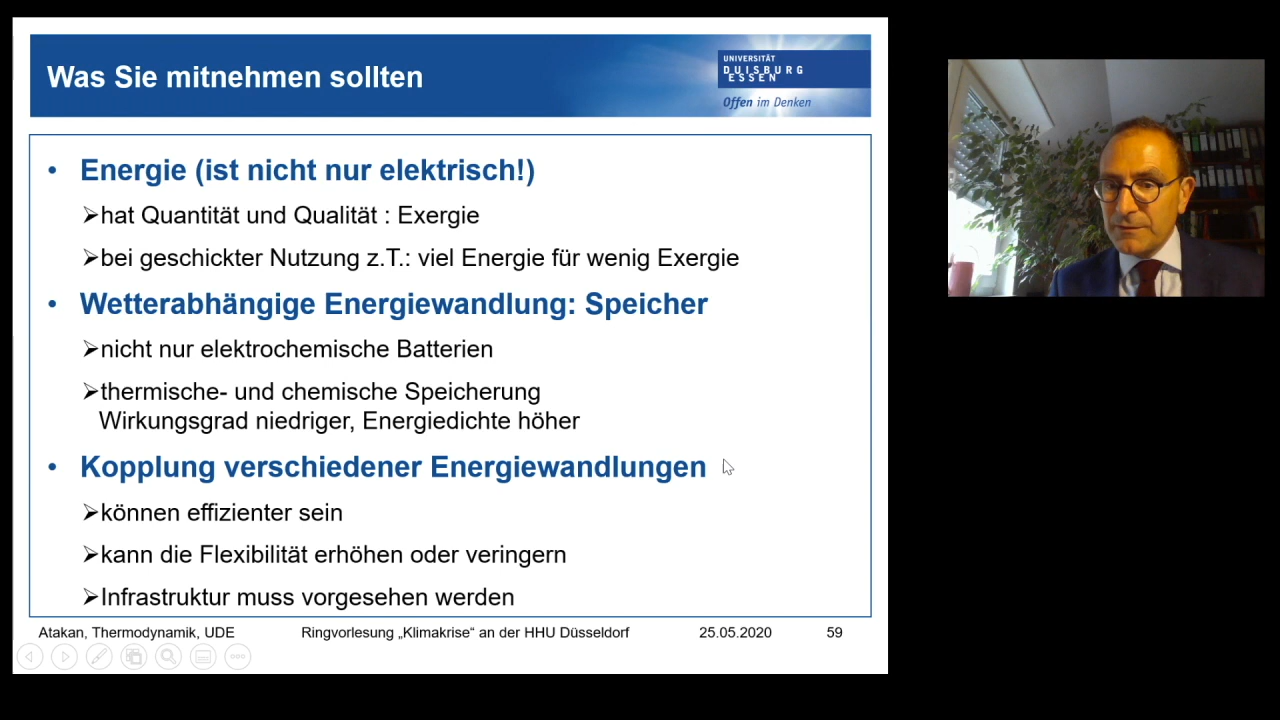 Was Sie mitnehmen sollten
UNIVERSITÄT
DUISBURG
ESSEN
Offen im Denken
• Energie (ist nicht nur elektrisch!)
➢hat Quantität und Qualität : Exergie
➢bei geschickter Nutzung z.T.: viel Energie für wenig Exergie
• Wetterabhängige Energiewandlung: Speicher
➢nicht nur elektrochemische Batterien
➢thermische- und chemische Speicherung
Wirkungsgrad niedriger, Energiedichte höher
• Kopplung verschiedener Energiewandlungen
➢können effizienter sein
➢kann die Flexibilität erhöhen oder veringern
➢Infrastruktur muss vorgesehen werden
Atakan, Thermodynamik, UDE Ringvorlesung „Klimakrise“ an der HHU Düsseldorf 25.05.2020 59